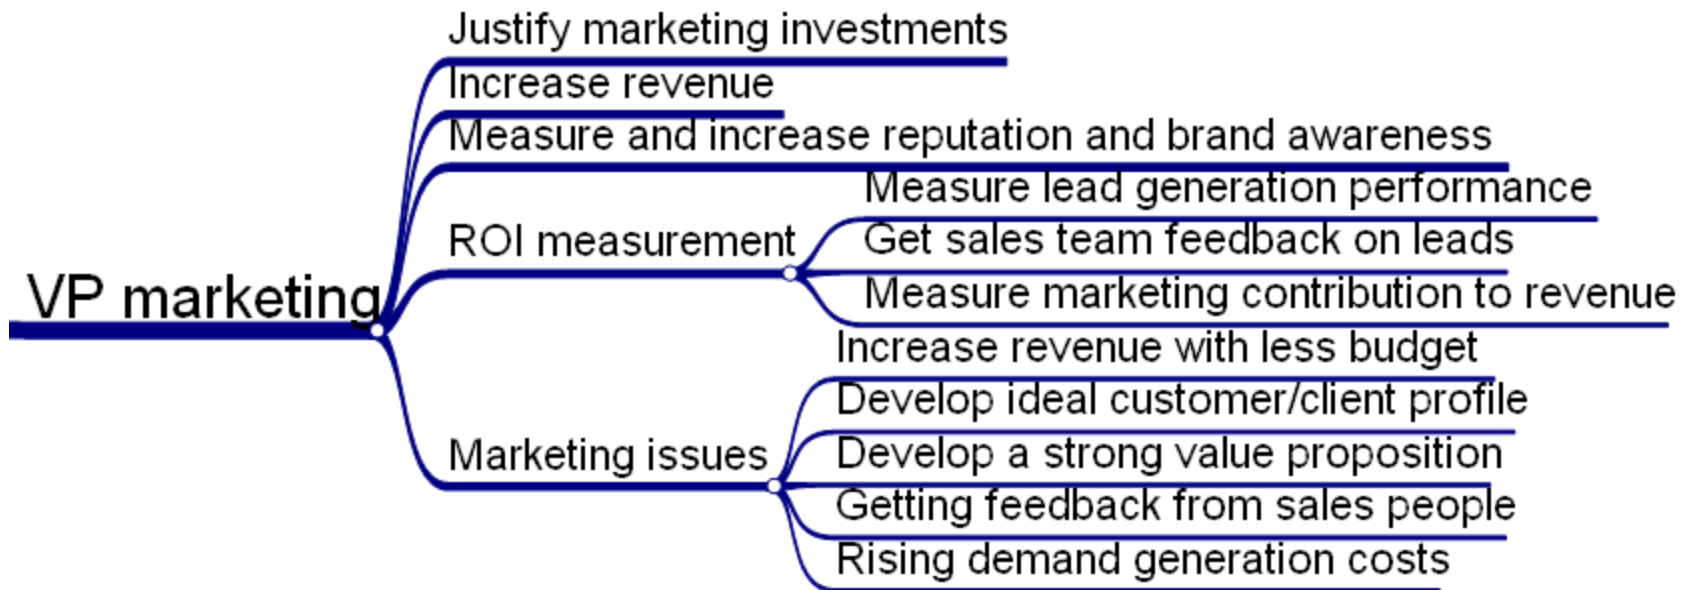 Justify marketing investments
Increase revenue
Measure and increase reputation and brand awareness
Measure lead generation performance
ROI measurement
Get sales team feedback on leads
VP marketing
Measure marketing contribution to revenue
Increase revenue with less budget
Develop ideal customer/client profile
Marketing issues
Develop a strong value proposition
Getting feedback from sales people
Rising demand generation costs